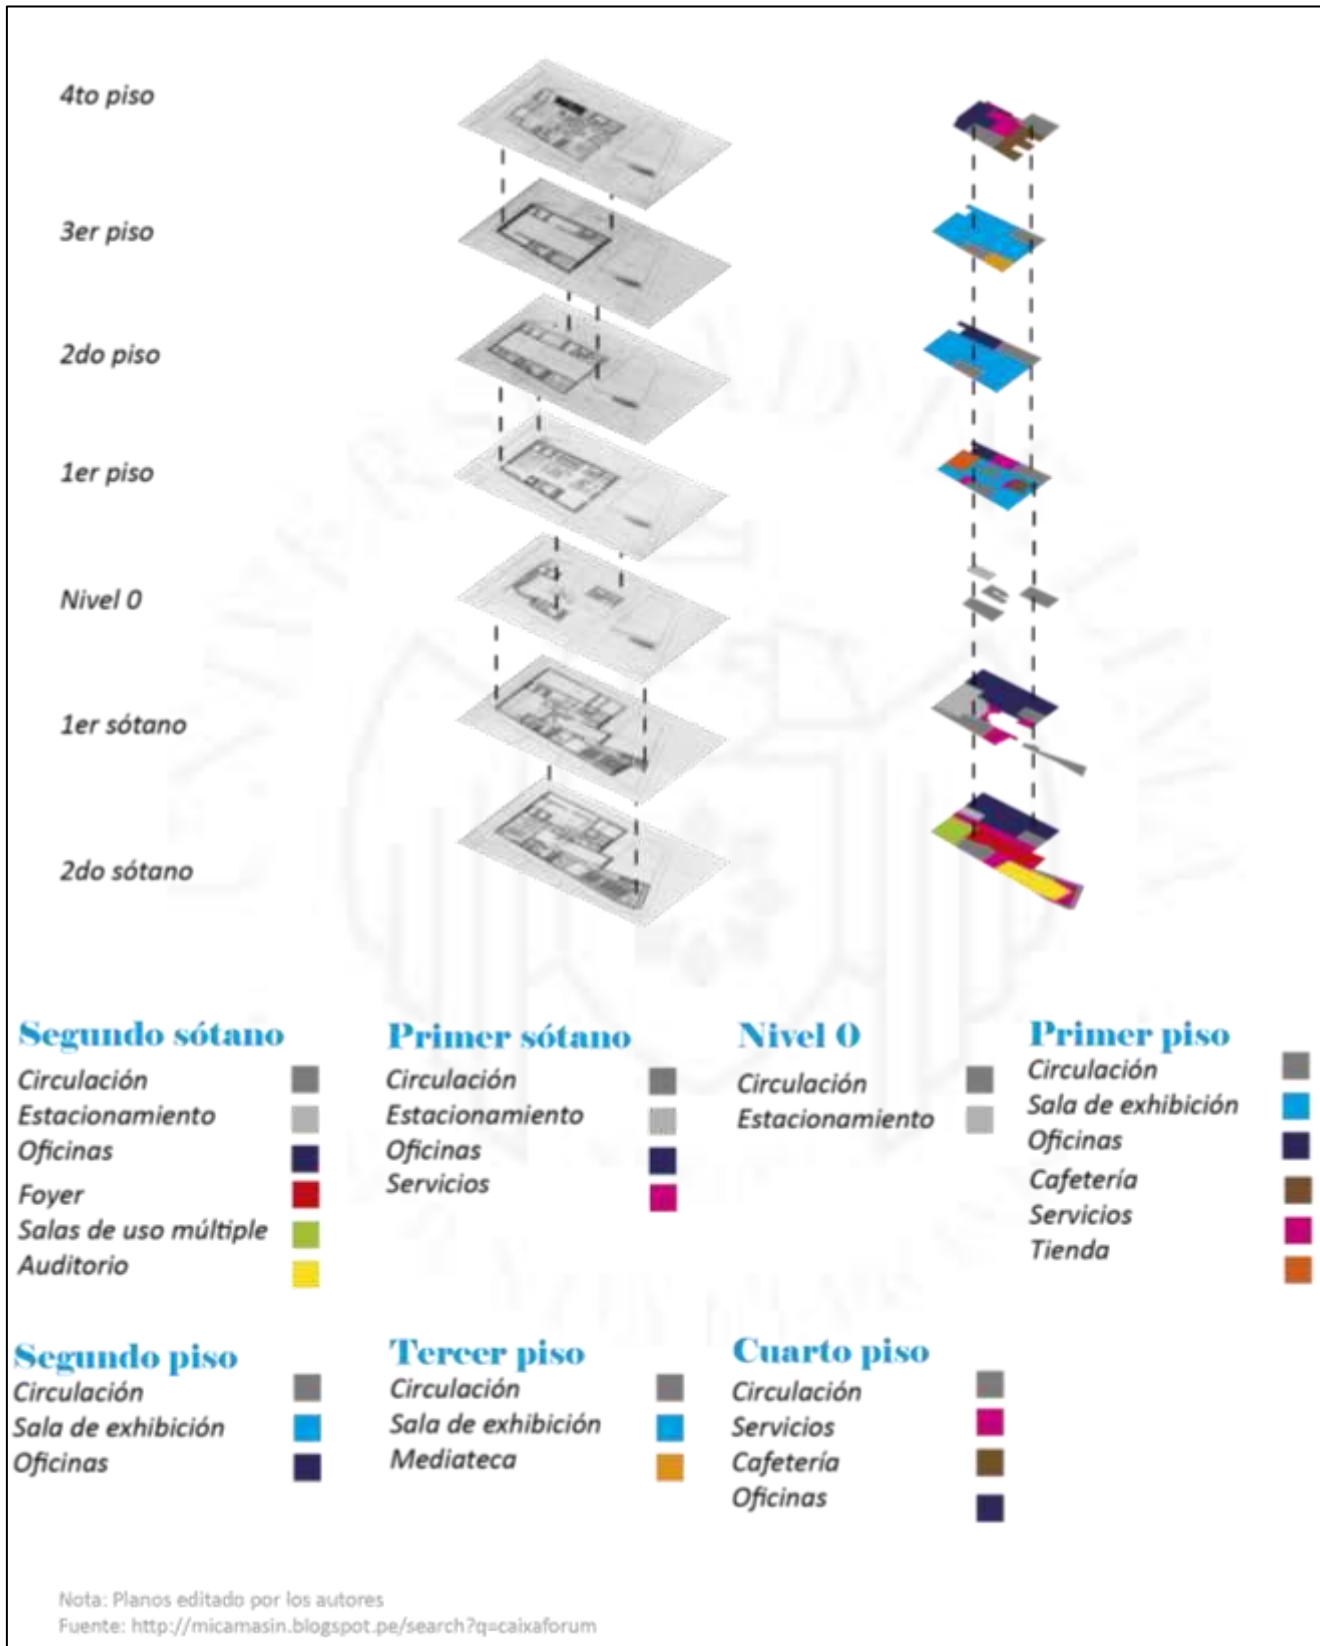 4to piso
3er piso
2do piso
1er piso
Nivel 0
1er sótano
2do sótano
Segundo sótano
Circulación
Estacionamiento
Oficinas
Foyer
Salas de uso múltiple
Auditorio
Primer sótano
Circulación
Estacionamiento
Oficinas
Servicios
Nivel 0
Circulación
Estacionamiento
Primer piso
Circulación
Sala de exhibición
Oficinas
Cafetería
Servicios
Tienda
Segundo piso
Circulación
Sala de exhibición
Oficinas
Tercer piso
Circulación
Sala de exhibición
Mediateca
Cuarto piso
Circulación
Servicios
Cafetería
Oficinas
Nota: Planos editado por los autores
Fuente: http://micamasin.blogspot.pe/search?q=caixaforum